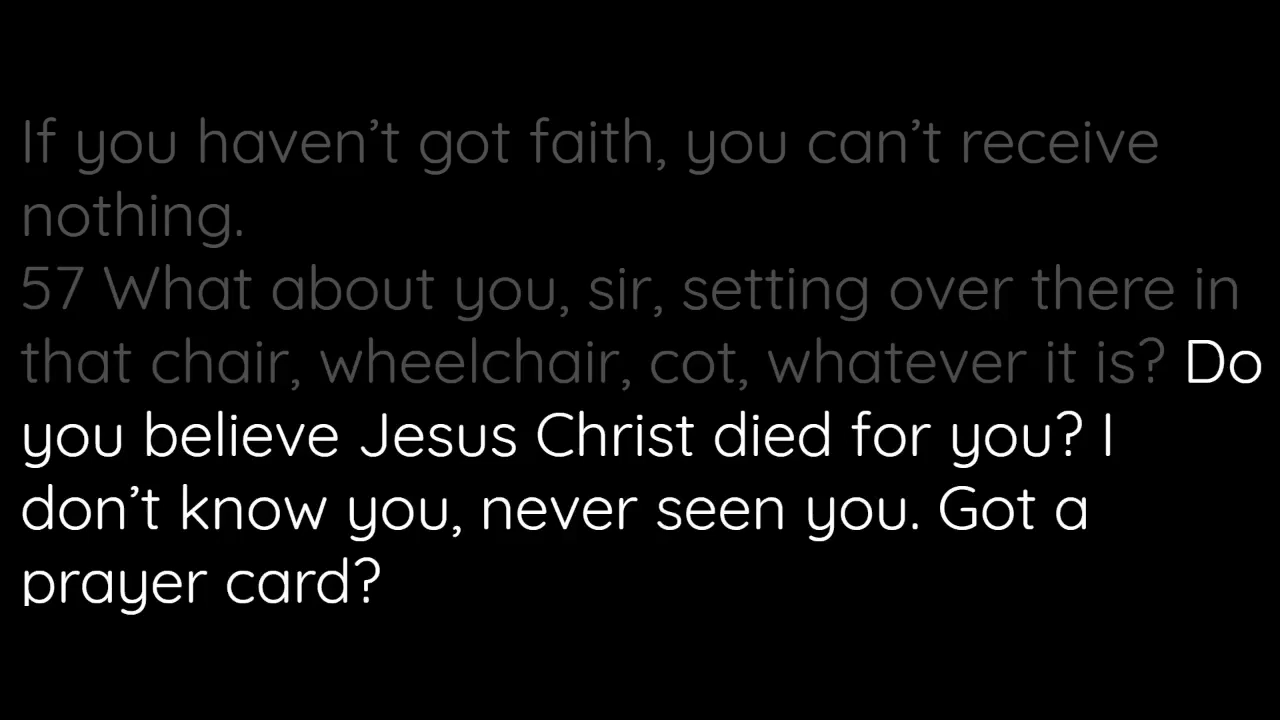 If you haven’t got faith, you can’t receive
nothing.
57 What about you, sir, setting over there in
that chair, wheelchair, cot, whatever it is? Do
you believe Jesus Christ died for you? I
don’t know you, never seen you. Got a
prayer card?